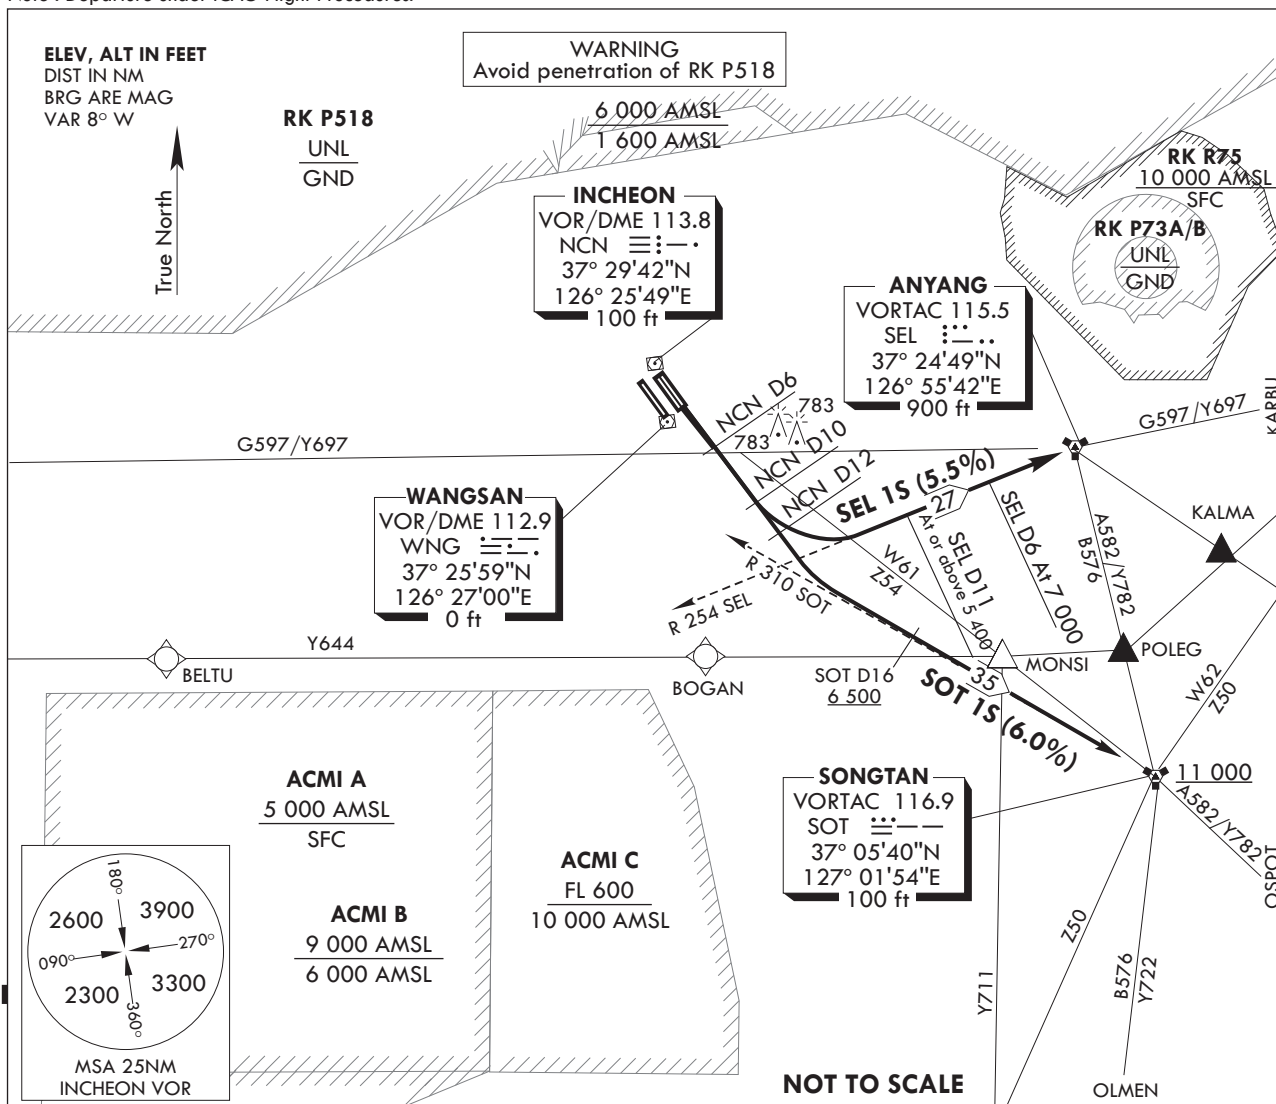 ELEV, ALT IN FEET
DIST IN NM
BRG ARE MAG
VAR 8° W
True North
RK P518
UNL
GND
WARNING
Avoid penetration of RK P518
6 000 AMSL
1 600 AMSL
RK R75
10 000 AMSL
SFC
RK P73A/B
UNL
GND
INCHEON
VOR/DME 113.8
NCN
37° 29'42"N
126° 25'49"E
100 ft
ANYANG
VORTAC 115.5
SEL
37° 24'49"N
126° 55'42"E
900 ft
KARBU
G597/Y697
G597/Y697
NCN D6
783
783
NCN D10
NCN D12
SEL 1S (5.5%)
27
WANGSAN
VOR/DME 112.9
WNG
37° 25'59"N
126° 27'00"E
0 ft
R 254 SEL
R 310 SOT
W61
Z54
SEL D11
At or above 5 400
SEL D6 At 7 000
A582/Y782
B576
KALMA
Y644
BELTU
BOGAN
MONSI
POLEG
SOT D16
6 500
35
SOT 1S (6.0%)
W62
Z50
SONGTAN
VORTAC 116.9
SOT
37° 05'40"N
127° 01'54"E
100 ft
11 000
A582/Y782
OSPOT
ACMI A
5 000 AMSL
SFC
ACMI B
9 000 AMSL
6 000 AMSL
ACMI C
FL 600
10 000 AMSL
180°
2600
3900
270°
090°
2300
3300
360°
MSA 25NM
INCHEON VOR
Y711
Z50
B576
Y722
OLMEN
NOT TO SCALE